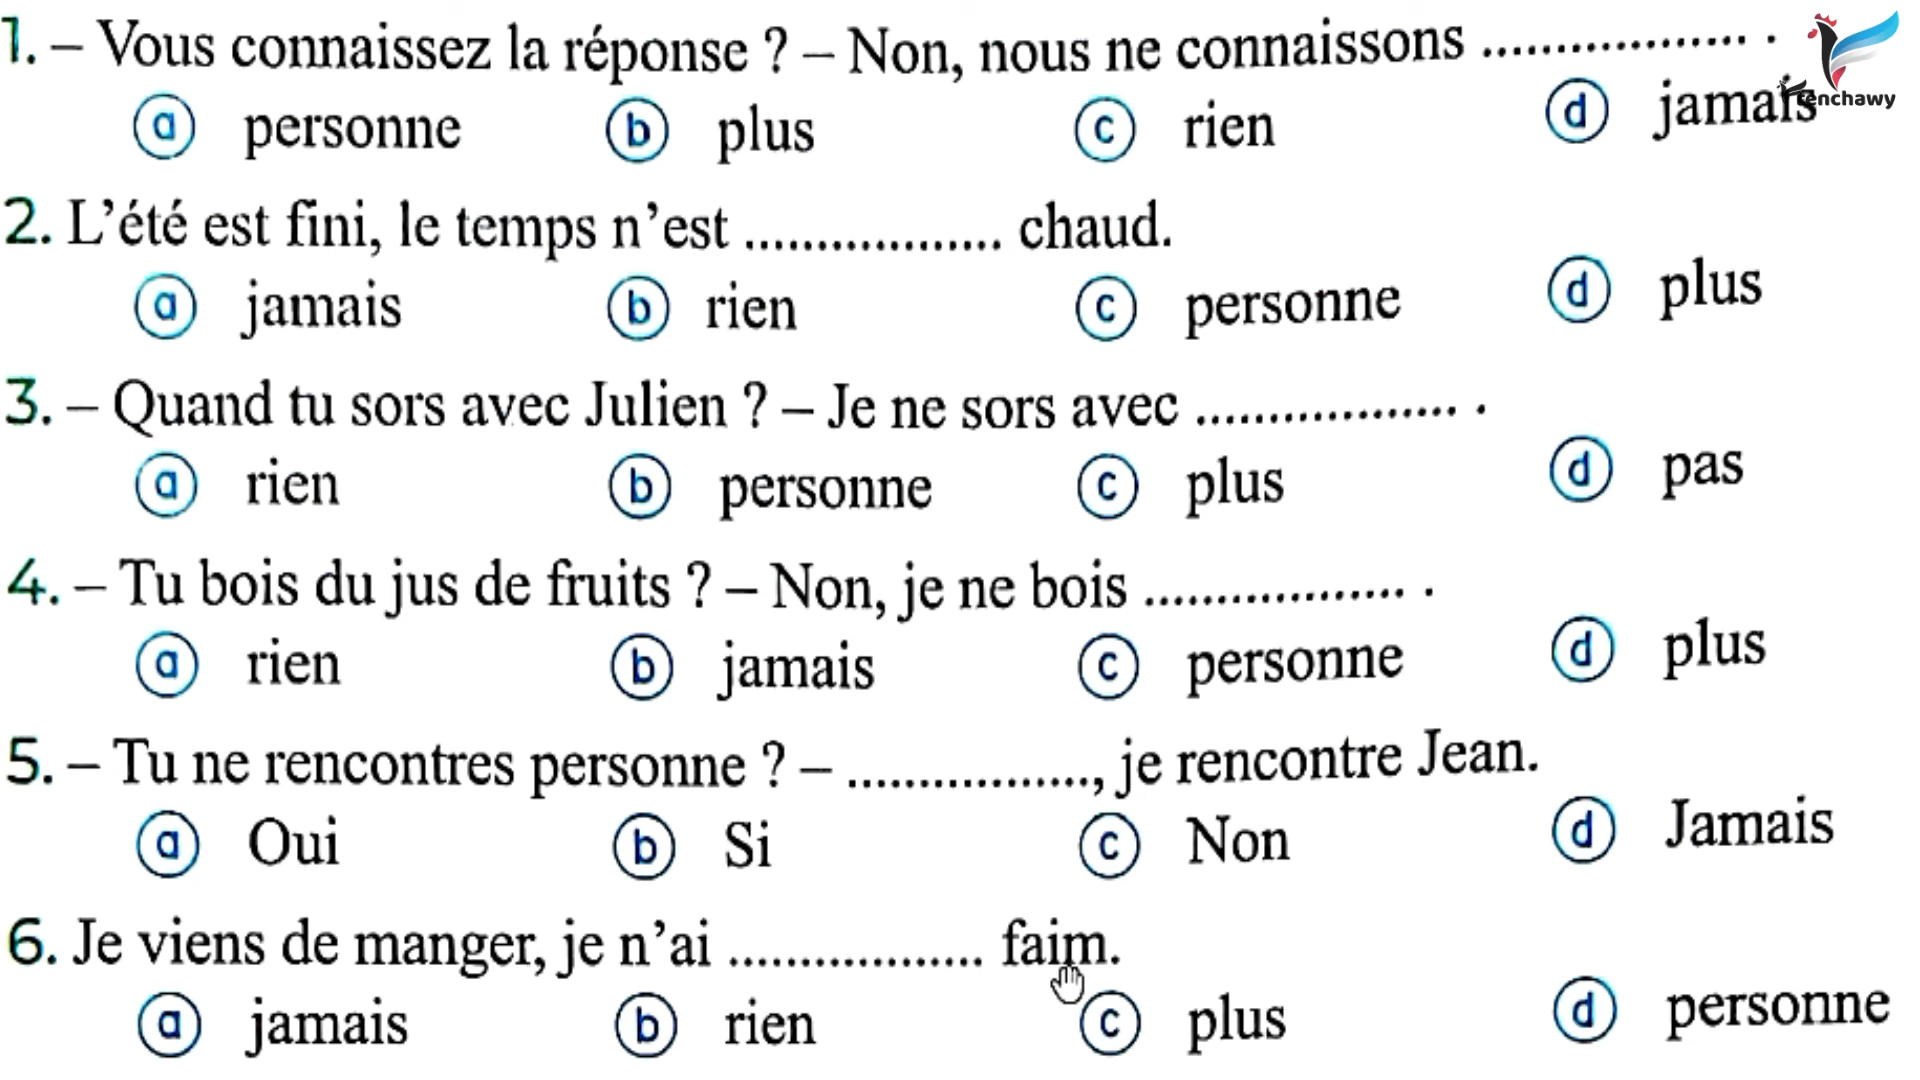 1. – Vous connaissez la réponse ? – Non, nous ne connaissons .................. .
a personne b plus c rien d jamais
frenchawy
2. L'été est fini, le temps n'est .................. chaud.
a jamais b rien c personne d plus
3. – Quand tu sors avec Julien ? – Je ne sors avec .................. .
a rien b personne c plus d pas
4. – Tu bois du jus de fruits ? – Non, je ne bois .................. .
a rien b jamais c personne d plus
5. – Tu ne rencontres personne ? – .................., je rencontre Jean.
a Oui b Si c Non d Jamais
6. Je viens de manger, je n'ai .................. faim.
a jamais b rien c plus d personne